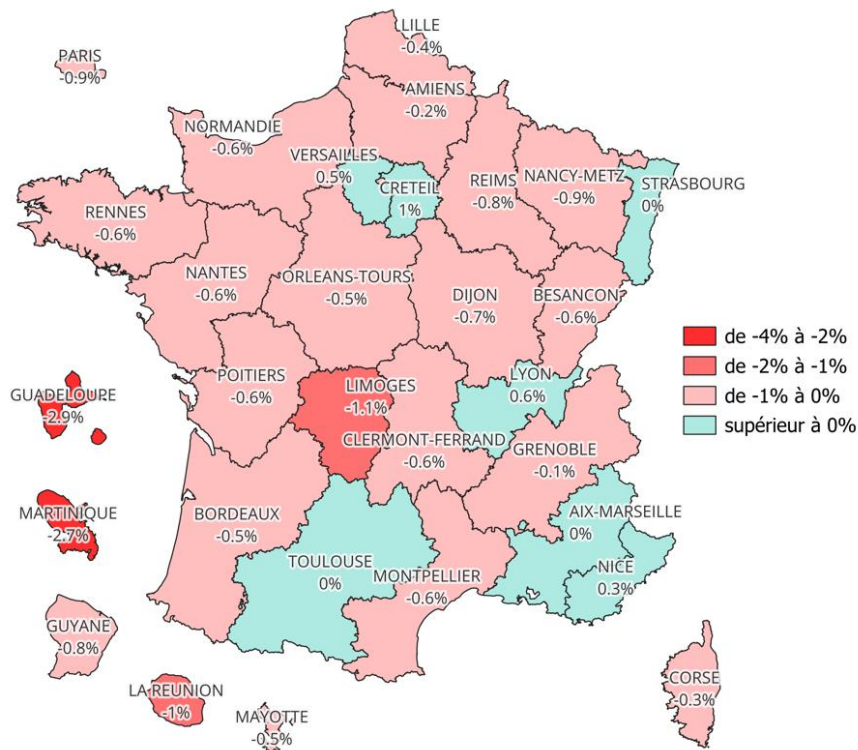 LILLE
-0.4%
PARIS
-0.9%
AMIENS
-0.2%
NORMANDIE
-0.6%
VERSAILLES
0.5%
CRETEIL
1%
REIMS
-0.8%
NANCY-METZ
-0.9%
STRASBOURG
0%
RENNES
-0.6%
NANTES
-0.6%
ORLEANS-TOURS
-0.5%
DIJON
-0.7%
BESANCON
-0.6%
de -4% à -2%
de -2% à -1%
de -1% à 0%
supérieur à 0%
GUADELOUPE
-2.9%
POITIERS
-0.6%
LIMOGES
-1.1%
LYON
0.6%
CLERMONT-FERRAND
-0.6%
GRENOBLE
-0.1%
MARTINIQUE
-2.7%
BORDEAUX
-0.5%
AIX-MARSEILLE
0%
TOULOUSE
0%
MONTPELLIER
-0.6%
NICE
0.3%
GUYANE
-0.8%
LA REUNION
-1%
MAYOTTE
-0.5%
CORSE
-0.3%